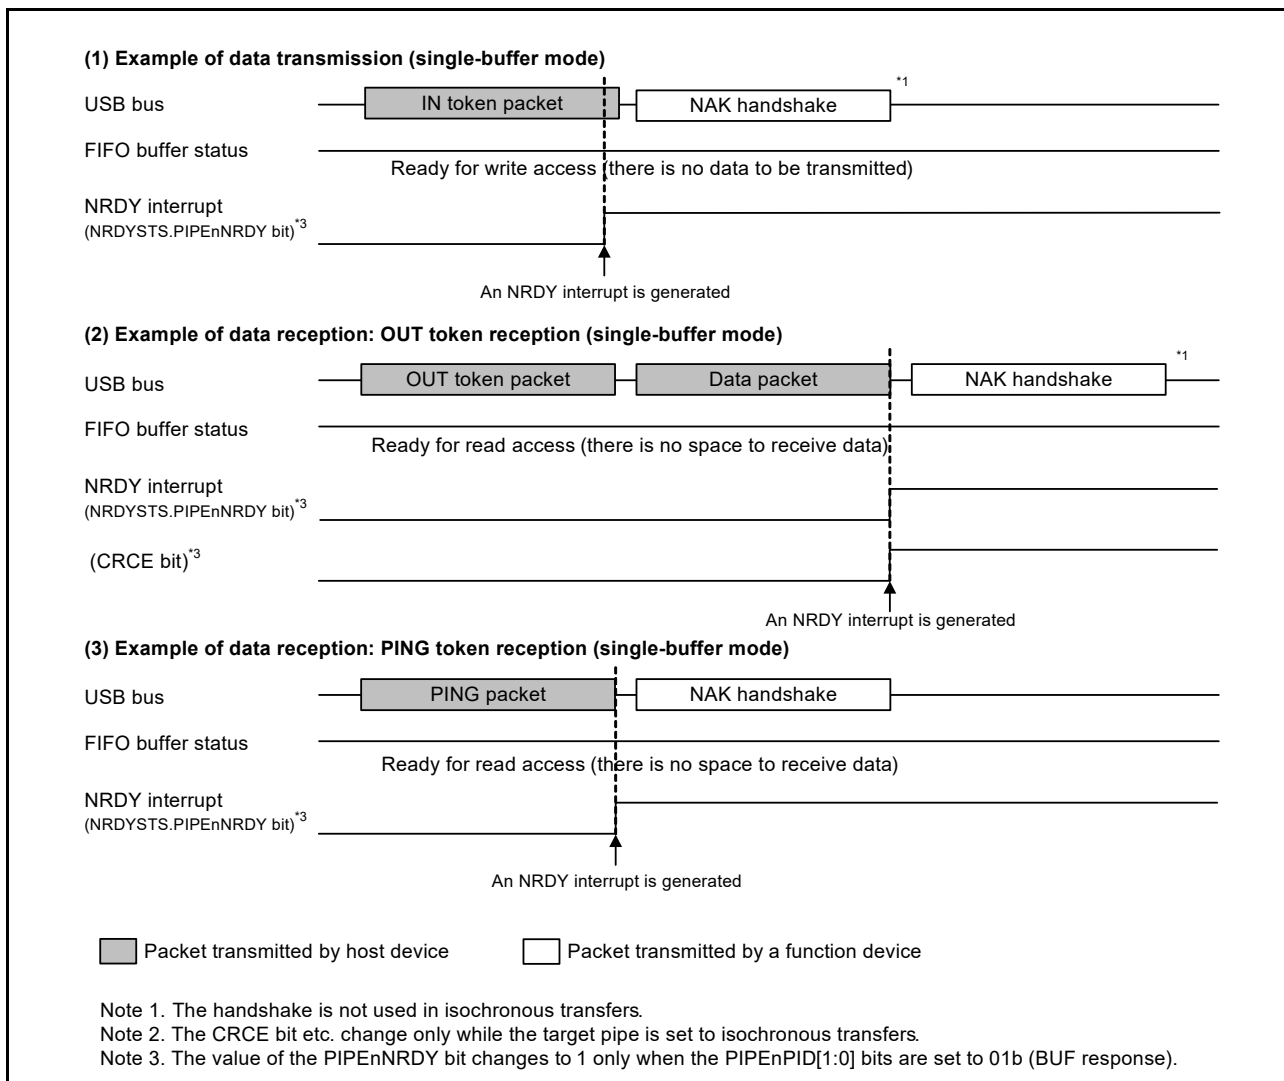 (1) Example of data transmission (single-buffer mode)
USB bus
IN token packet
NAK handshake
*1
FIFO buffer status
Ready for write access (there is no data to be transmitted)
NRDY interrupt
(NRDYSTS.PIPEnNRDY bit)*3
An NRDY interrupt is generated
(2) Example of data reception: OUT token reception (single-buffer mode)
USB bus
OUT token packet
Data packet
NAK handshake
*1
FIFO buffer status
Ready for read access (there is no space to receive data)
NRDY interrupt
(NRDYSTS.PIPEnNRDY bit)*3
(CRCE bit)*3
An NRDY interrupt is generated
(3) Example of data reception: PING token reception (single-buffer mode)
USB bus
PING packet
NAK handshake
FIFO buffer status
Ready for read access (there is no space to receive data)
NRDY interrupt
(NRDYSTS.PIPEnNRDY bit)*3
An NRDY interrupt is generated
Packet transmitted by host device
Packet transmitted by a function device
Note 1. The handshake is not used in isochronous transfers.
Note 2. The CRCE bit etc. change only while the target pipe is set to isochronous transfers.
Note 3. The value of the PIPEnNRDY bit changes to 1 only when the PIPEnPID[1:0] bits are set to 01b (BUF response).